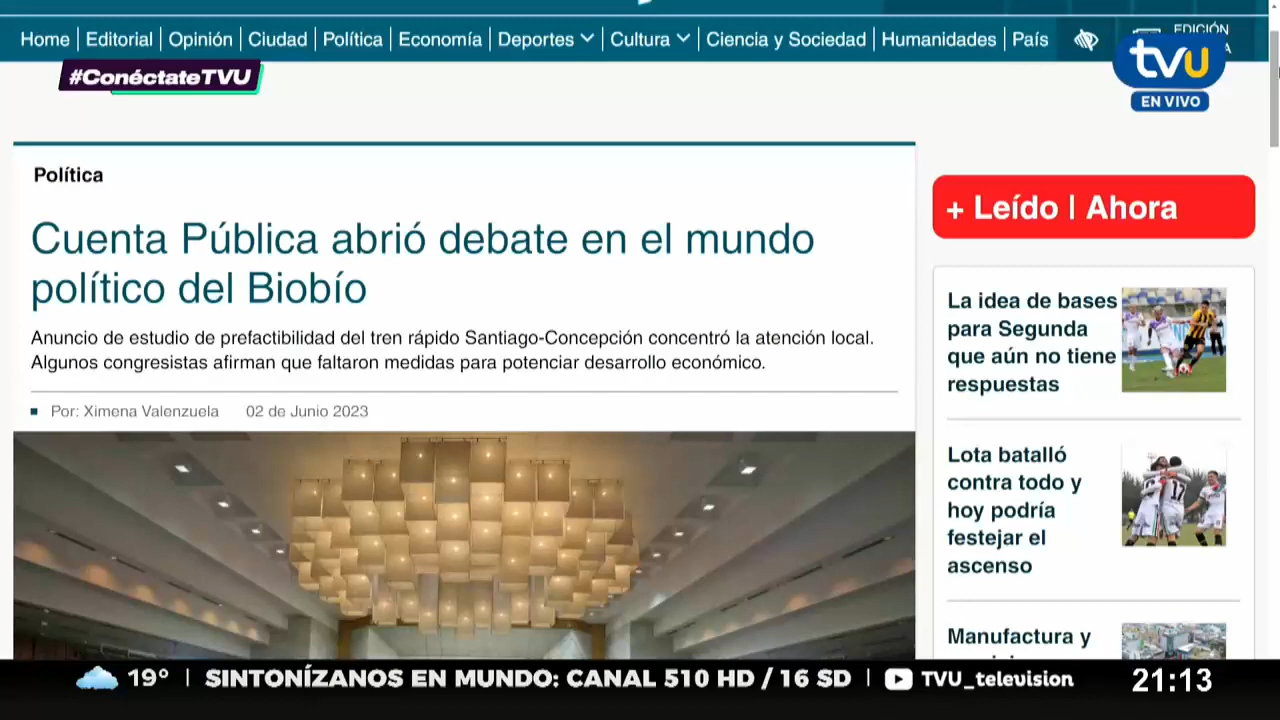 Home | Editorial | Opinión | Ciudad | Política | Economía | Deportes | Cultura | Ciencia y Sociedad | Humanidades | País
EDICIÓN
tvu
EN VIVO
#ConéctateTVU
Política
Cuenta Pública abrió debate en el mundo
político del Biobío
Anuncio de estudio de prefactibilidad del tren rápido Santiago-Concepción concentró la atención local.
Algunos congresistas afirman que faltaron medidas para potenciar desarrollo económico.
Por: Ximena Valenzuela 02 de Junio 2023
+ Leído | Ahora
La idea de bases
para Segunda
que aún no tiene
respuestas
Lota batalló
contra todo y
hoy podría
festejar el
ascenso
Manufactura y
19° | SINTONÍZANOS EN MUNDO: CANAL 510 HD / 16 SD | TVU_television
21:13